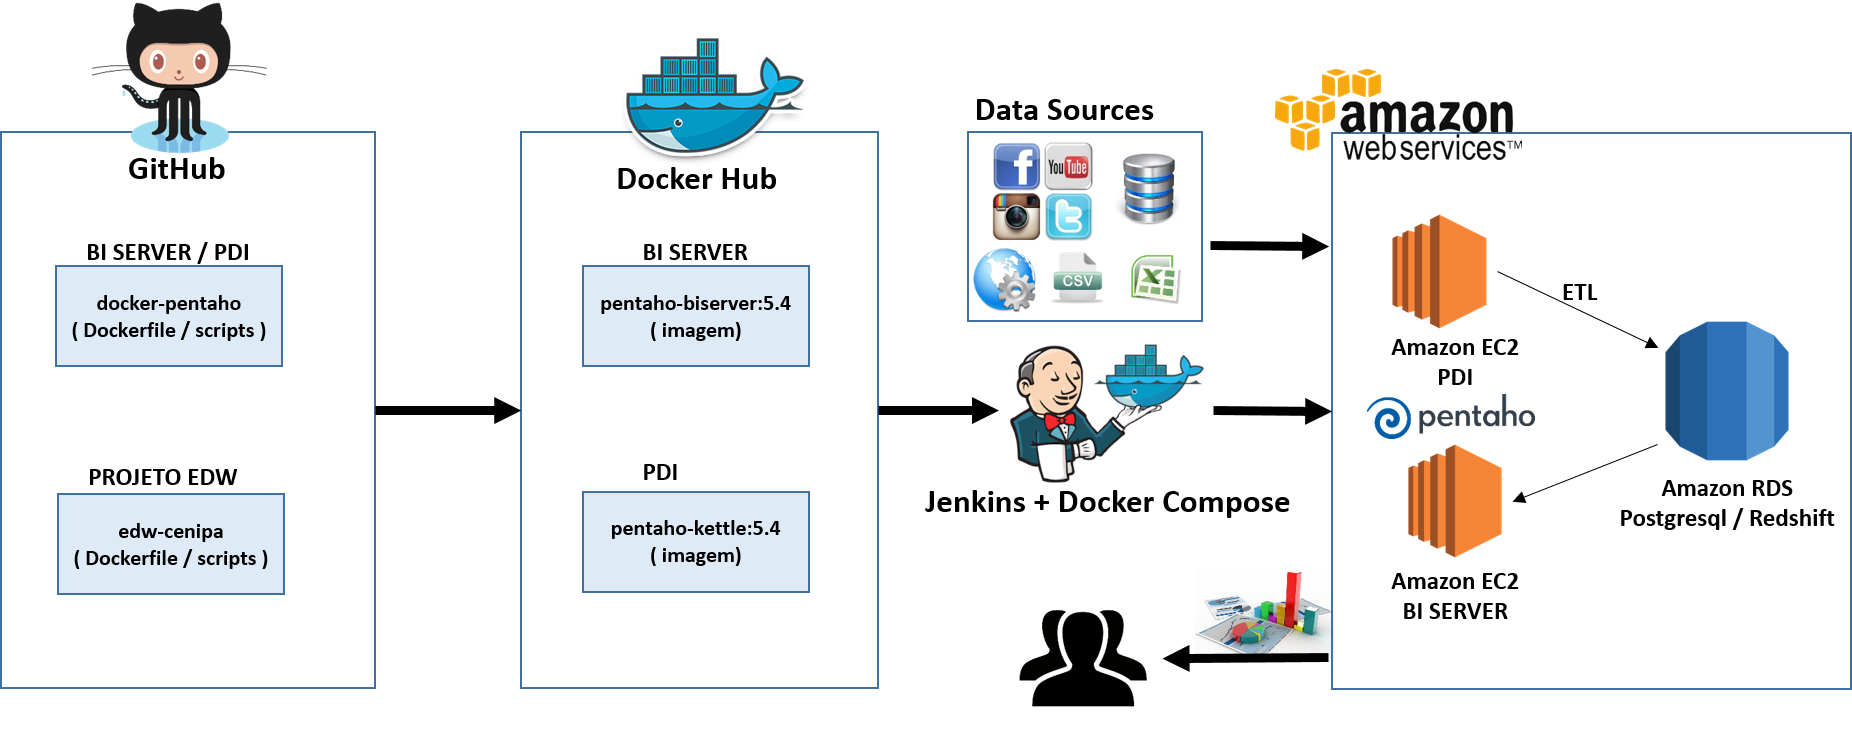 GitHub
BI SERVER / PDI
docker-pentaho
( Dockerfile / scripts )
PROJETO EDW
edw-cenipa
( Dockerfile / scripts )
Docker Hub
BI SERVER
pentaho-biserver:5.4
( imagem)
PDI
pentaho-kettle:5.4
( imagem)
Data Sources
f
You Tube
t
CSV
X
Jenkins + Docker Compose
amazon
webservices™
ETL
Amazon EC2
PDI
pentaho
Amazon EC2
BI SERVER
Amazon RDS
Postgresql / Redshift